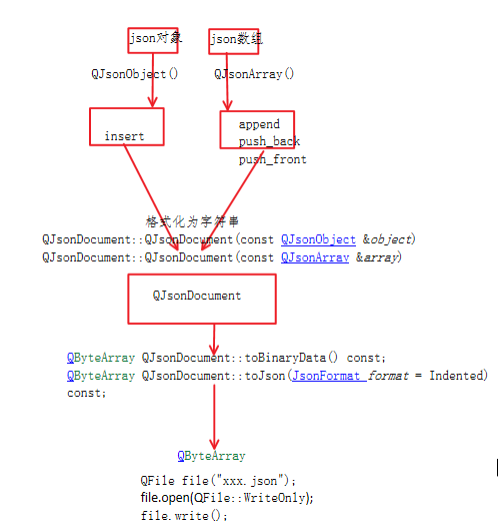 json对象 json数组
QJsonObject() QJsonArray()
insert
append
push_back
push_front
格式化为字符串
QJsonDocument::QJsonDocument(const QJsonObject &object)
QJsonDocument::QJsonDocument(const QJsonArray &array)
QJsonDocument
QByteArray QJsonDocument::toBinaryData() const;
QByteArray QJsonDocument::toJson(JsonFormat format = Indented)
const;
QByteArray
QFile file("xxx.json");
file.open(QFile::WriteOnly);
file.write();